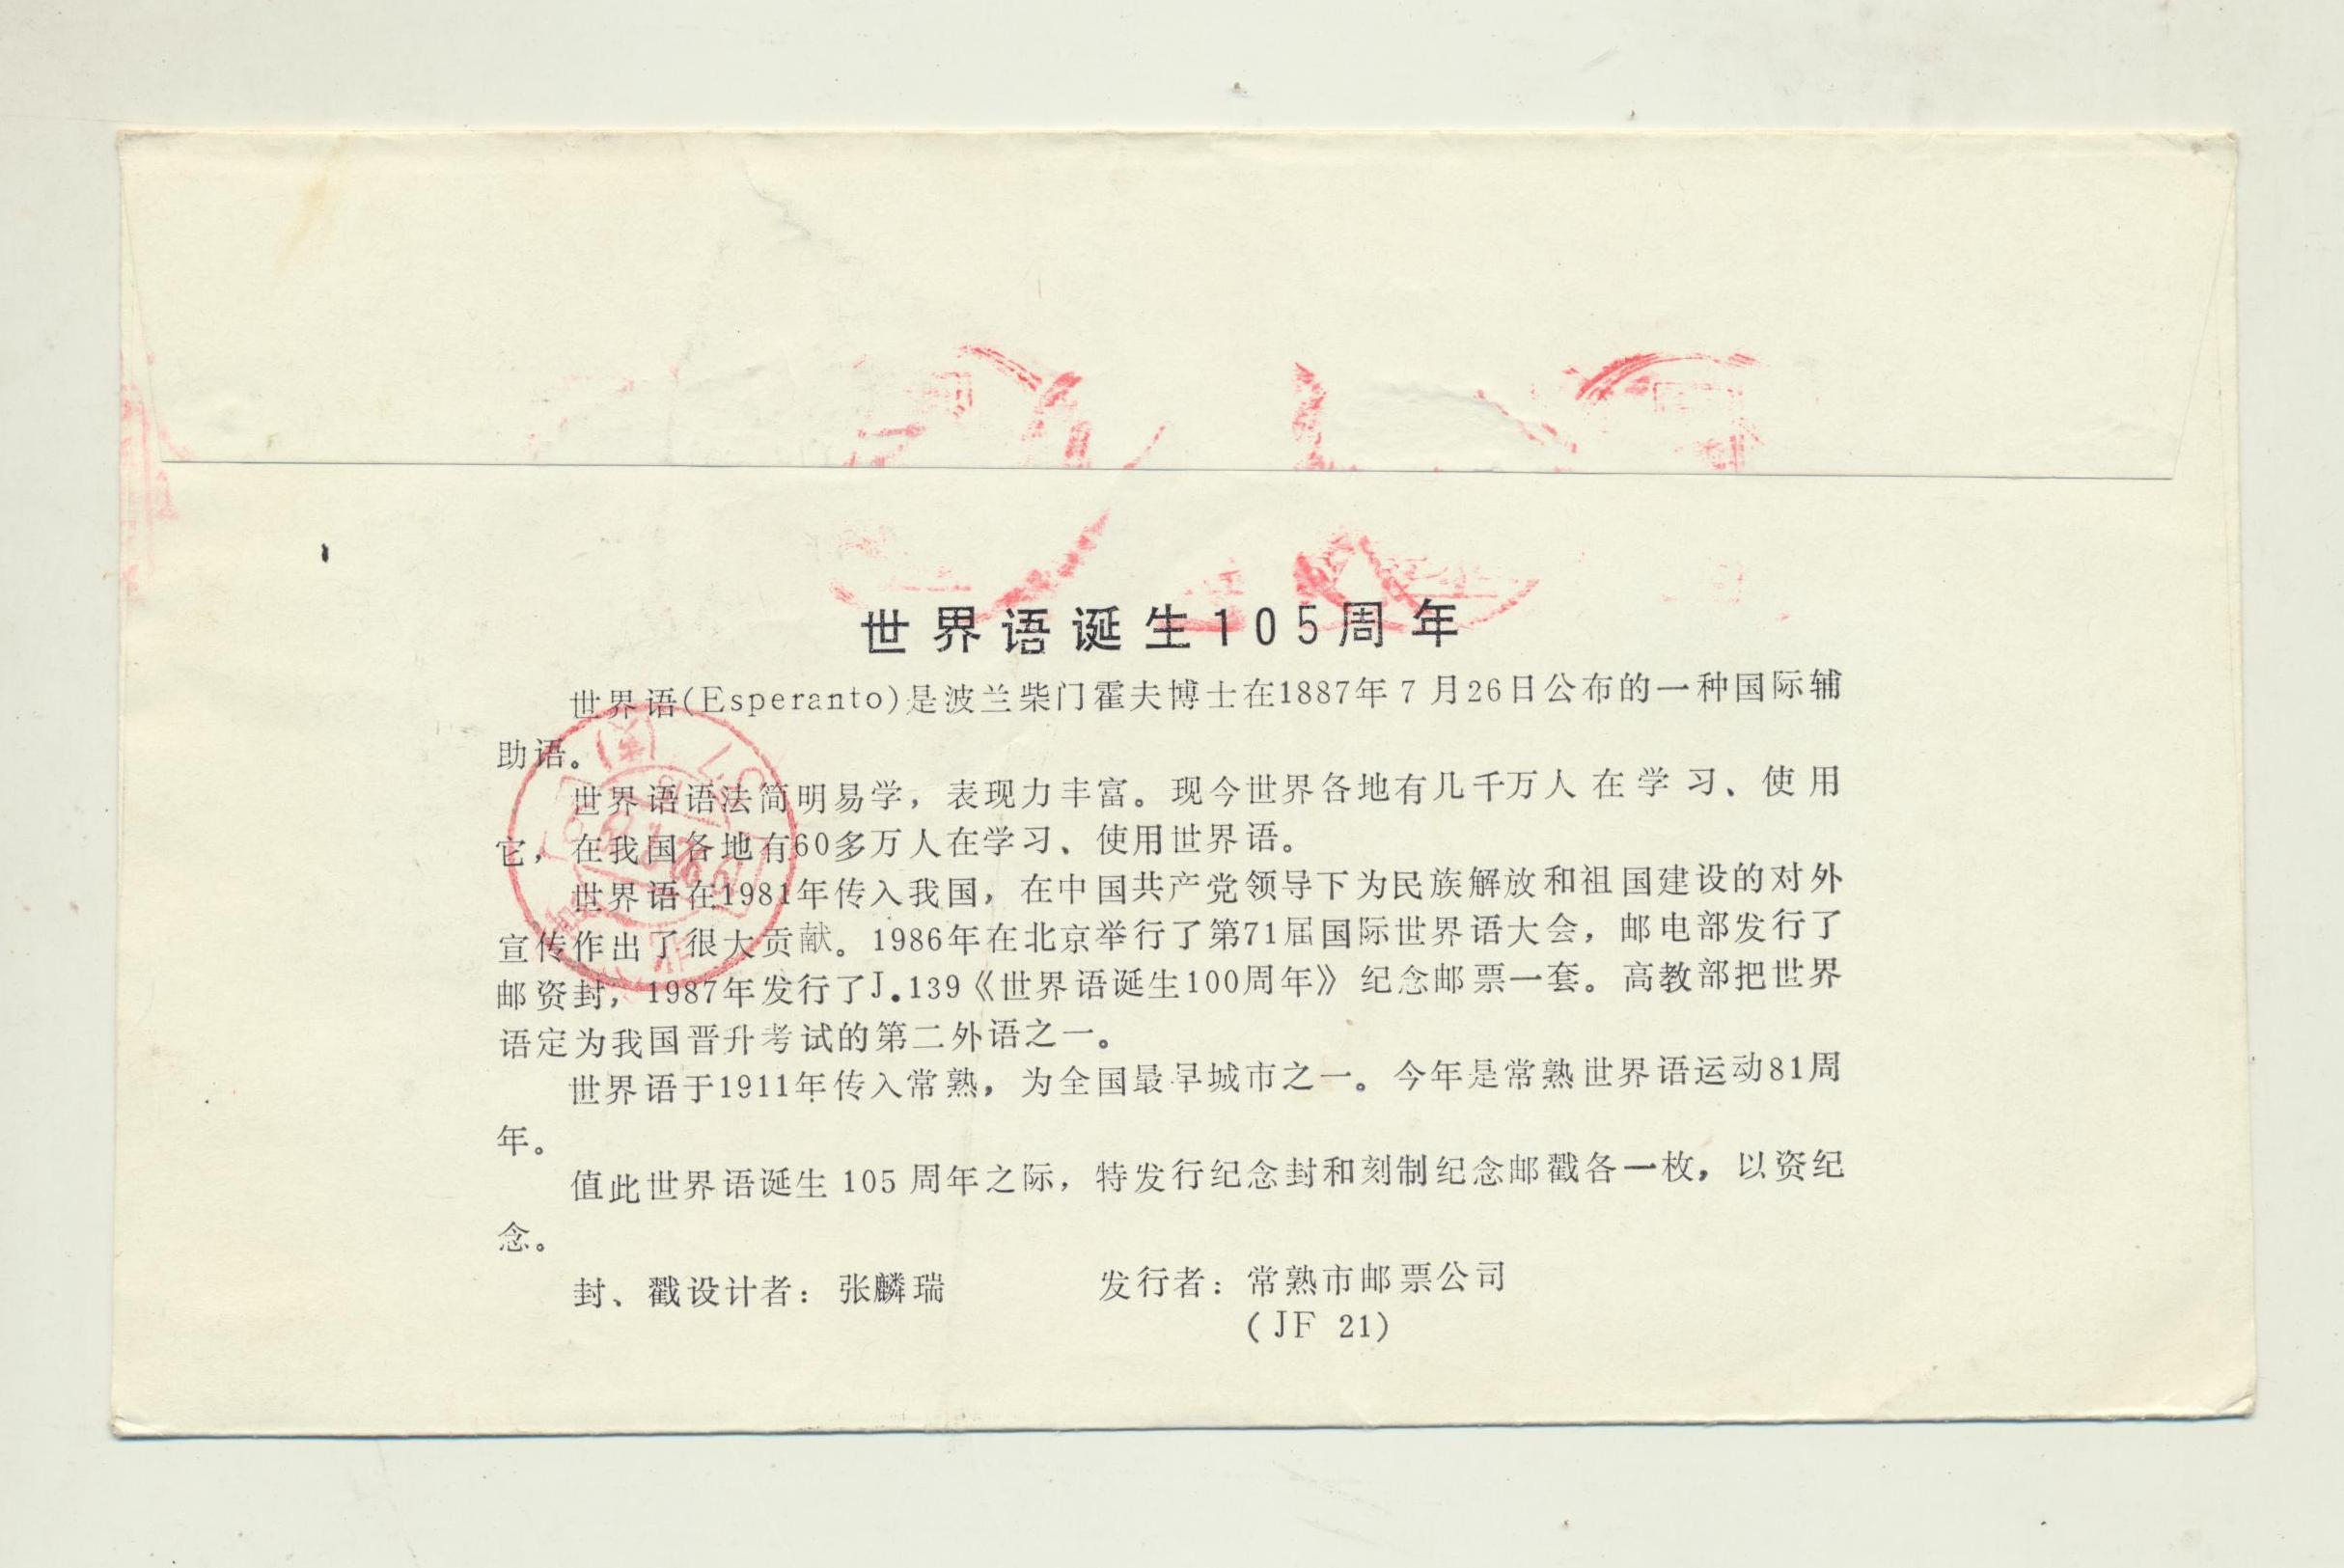 世界语诞生105周年
世界语(Esperanto)是波兰柴门霍夫博士在1887年7月26日公布的一种国际辅
助语。
世界语语法简明易学，表现力丰富。现今世界各地有几千万人在学习、使用
它，在我国各地有60多万人在学习、使用世界语。
世界语在1981年传入我国，在中国共产党领导下为民族解放和祖国建设的对外
宣传作出了很大贡献。1986年在北京举行了第71届国际世界语大会，邮电部发行了
邮资封，1987年发行了J.139《世界语诞生100周年》纪念邮票一套。高教部把世界
语定为我国晋升考试的第二外语之一。
世界语于1911年传入常熟，为全国最早城市之一。今年是常熟世界语运动81周
年。
值此世界语诞生105周年之际，特发行纪念封和刻制纪念邮戳各一枚，以资纪
念。
封、戳设计者：张麟瑞 发行者：常熟市邮票公司
(JF 21)